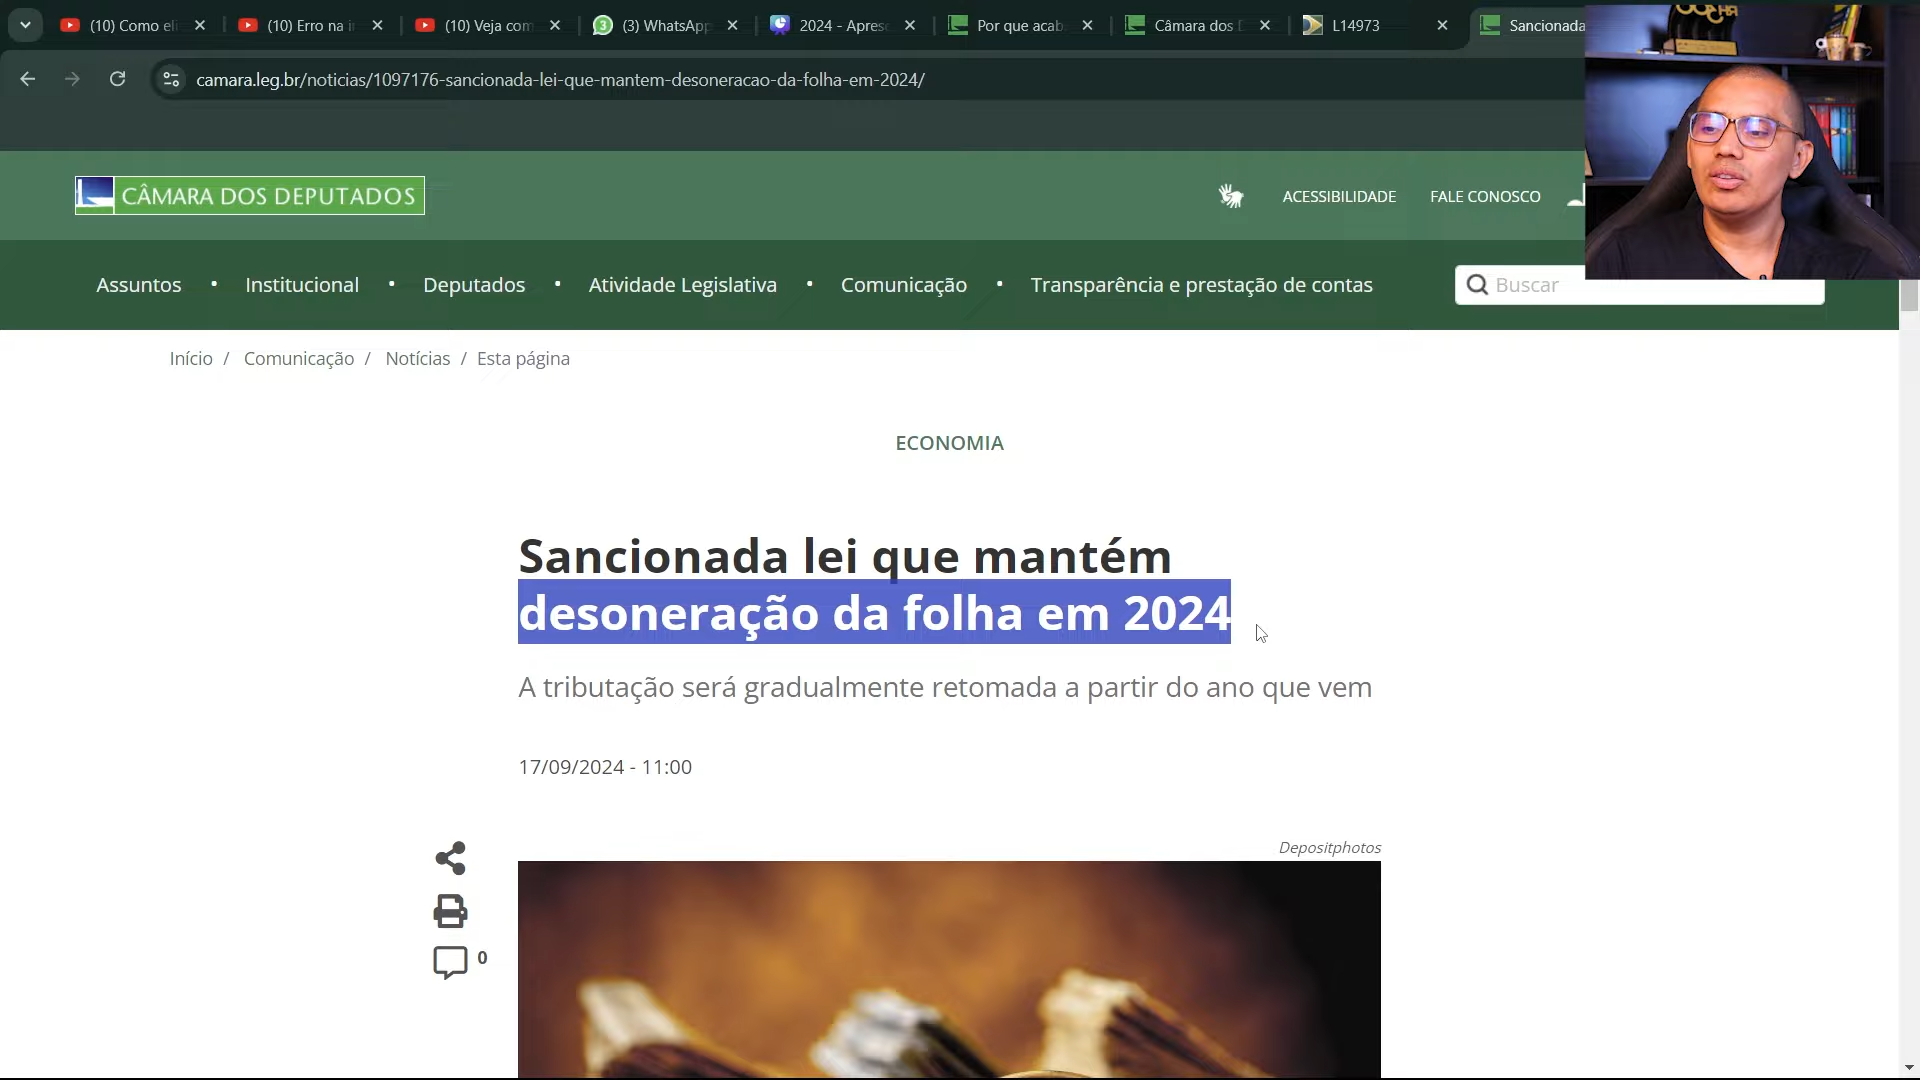 (10) Como eli
(10) Erro na i
(10) Veja com
3
(3) WhatsApp
2024 - Apres
Por que acab
Câmara dos D
L14973
Sancionada
camara.leg.br/noticias/1097176-sancionada-lei-que-mantem-desoneracao-da-folha-em-2024/
CÂMARA DOS DEPUTADOS
ACESSIBILIDADE
FALE CONOSCO
Assuntos • Institucional • Deputados • Atividade Legislativa • Comunicação • Transparência e prestação de contas
Buscar
Início / Comunicação / Notícias / Esta página
ECONOMIA
Sancionada lei que mantém
desoneração da folha em 2024
A tributação será gradualmente retomada a partir do ano que vem
17/09/2024 - 11:00
Depositphotos
0